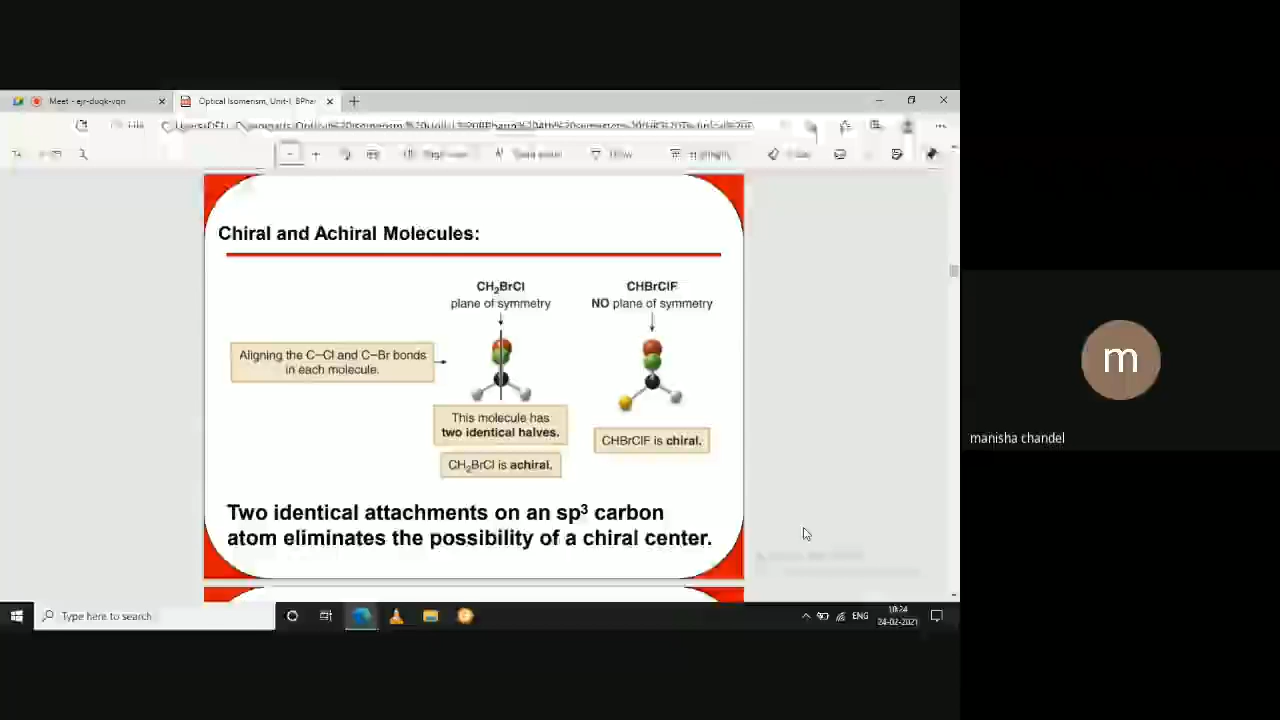 Meet - ejr-duqk-vqn
Optical Isomerism, Unit-I, BPhar
Chiral and Achiral Molecules:
CH₂BrCl
plane of symmetry
CHBrClF
NO plane of symmetry
Aligning the C–Cl and C–Br bonds
in each molecule.
This molecule has
two identical halves.
CHBrClF is chiral.
CH₂BrCl is achiral.
Two identical attachments on an sp³ carbon
atom eliminates the possibility of a chiral center.
m
manisha chandel
Type here to search
ENG
10:24
24-02-2021